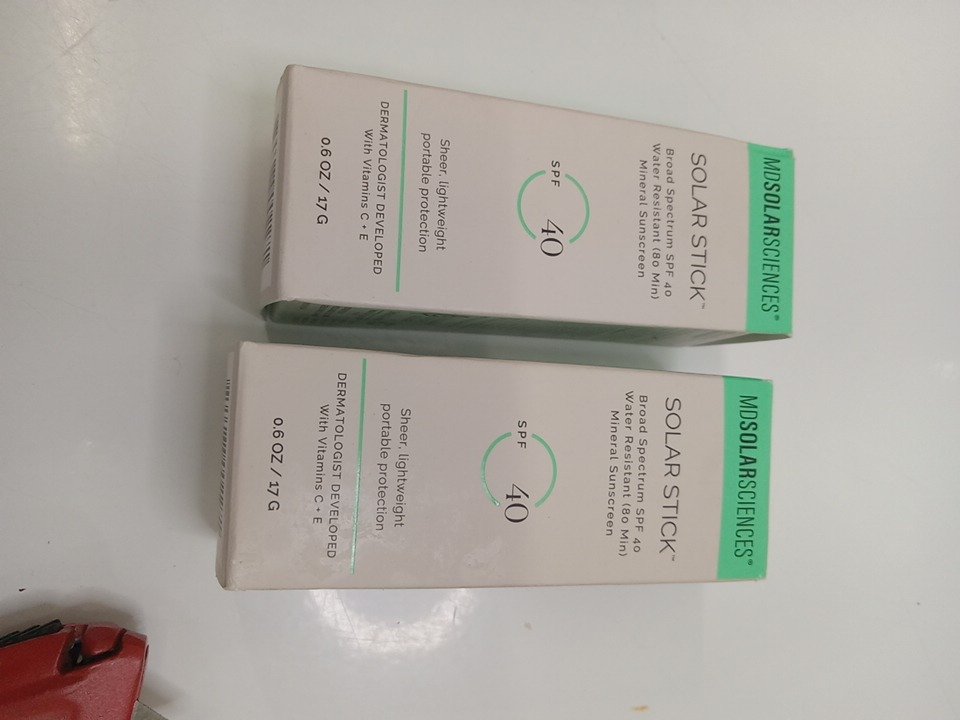 MDSOLARSCIENCES®
SOLAR STICK™
Broad Spectrum SPF 40
Water Resistant (80 Min)
Mineral Sunscreen
SPF
40
Sheer, lightweight
portable protection
DERMATOLOGIST DEVELOPED
With Vitamins C + E
0.6 OZ / 17 G
MDSOLARSCIENCES®
SOLAR STICK™
Broad Spectrum SPF 40
Water Resistant (80 Min)
Mineral Sunscreen
SPF
40
Sheer, lightweight
portable protection
DERMATOLOGIST DEVELOPED
With Vitamins C + E
0.6 OZ / 17 G